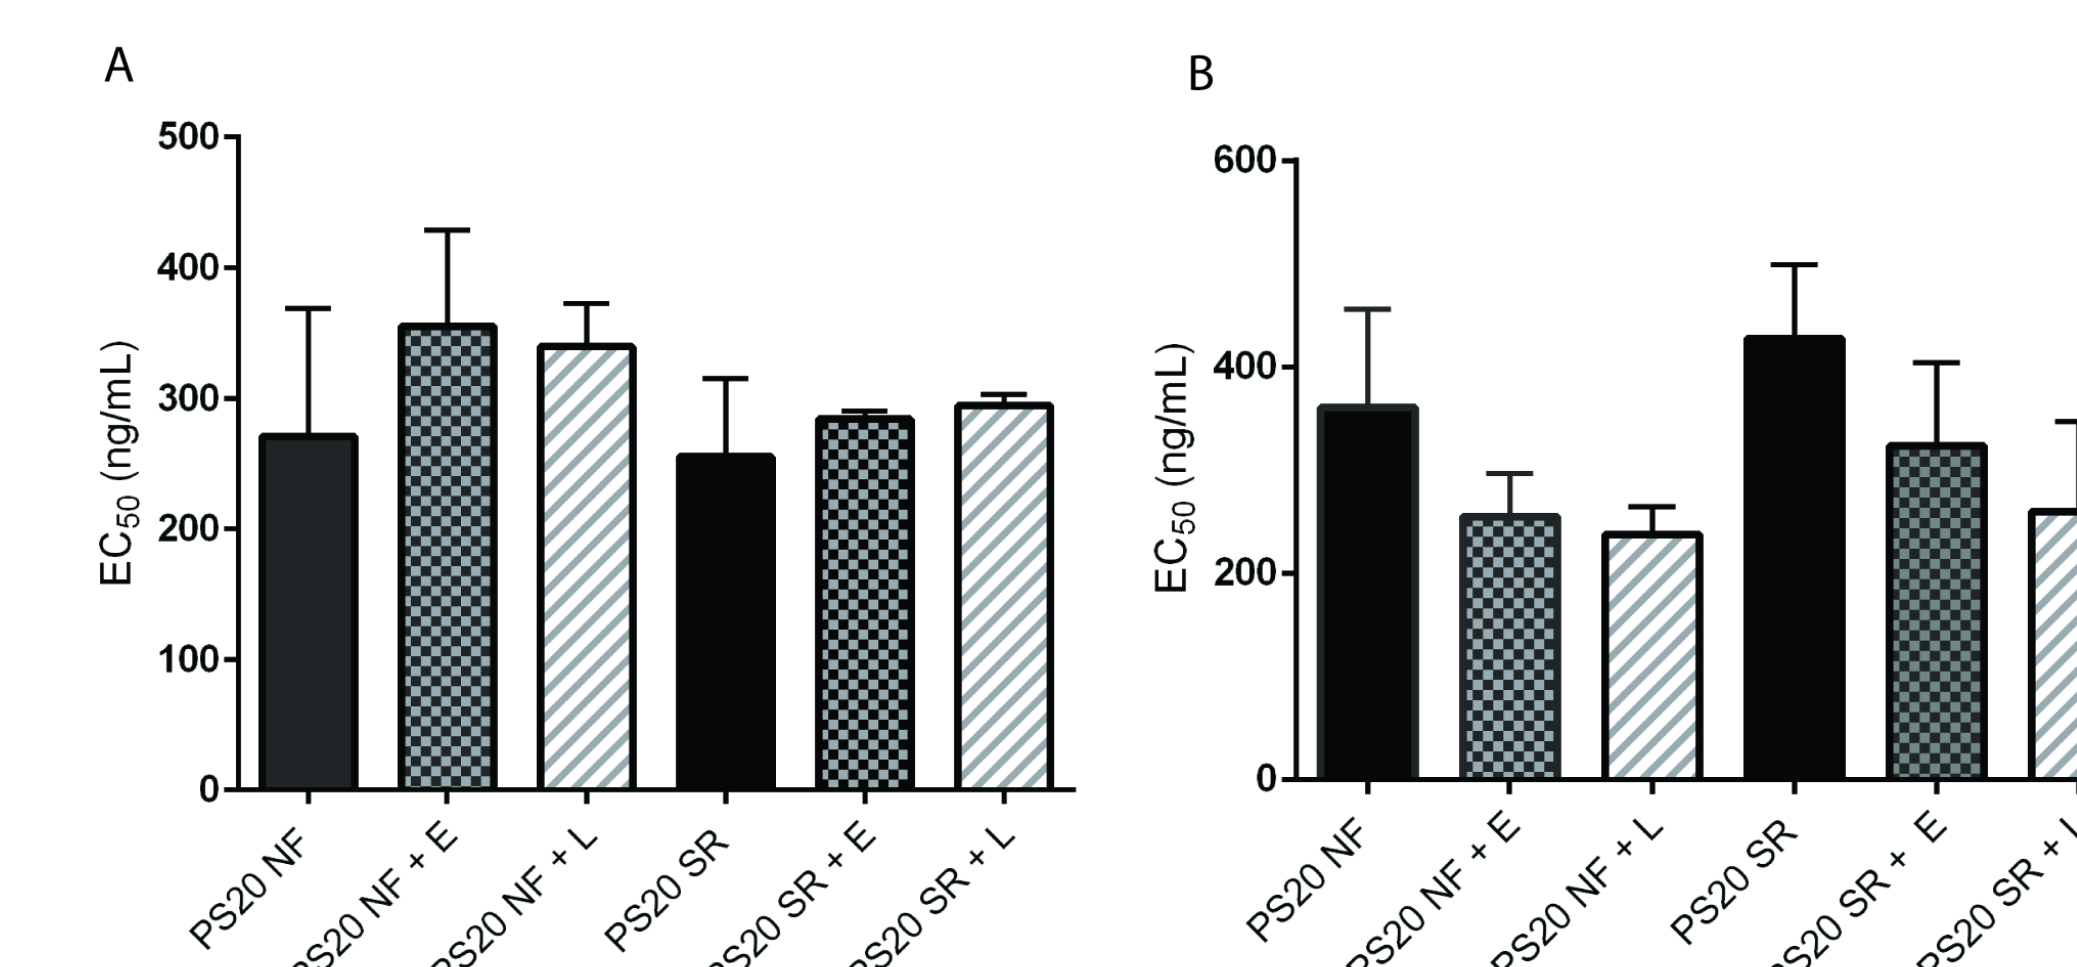 A
500
400
300
200
100
0
EC50 (ng/mL)
PS20 NF
PS20 NF + E
PS20 NF + L
PS20 SR
PS20 SR + E
PS20 SR + L
B
600
400
200
0
EC50 (ng/mL)
PS20 NF
PS20 NF + E
PS20 NF + L
PS20 SR
PS20 SR + E
PS20 SR + L